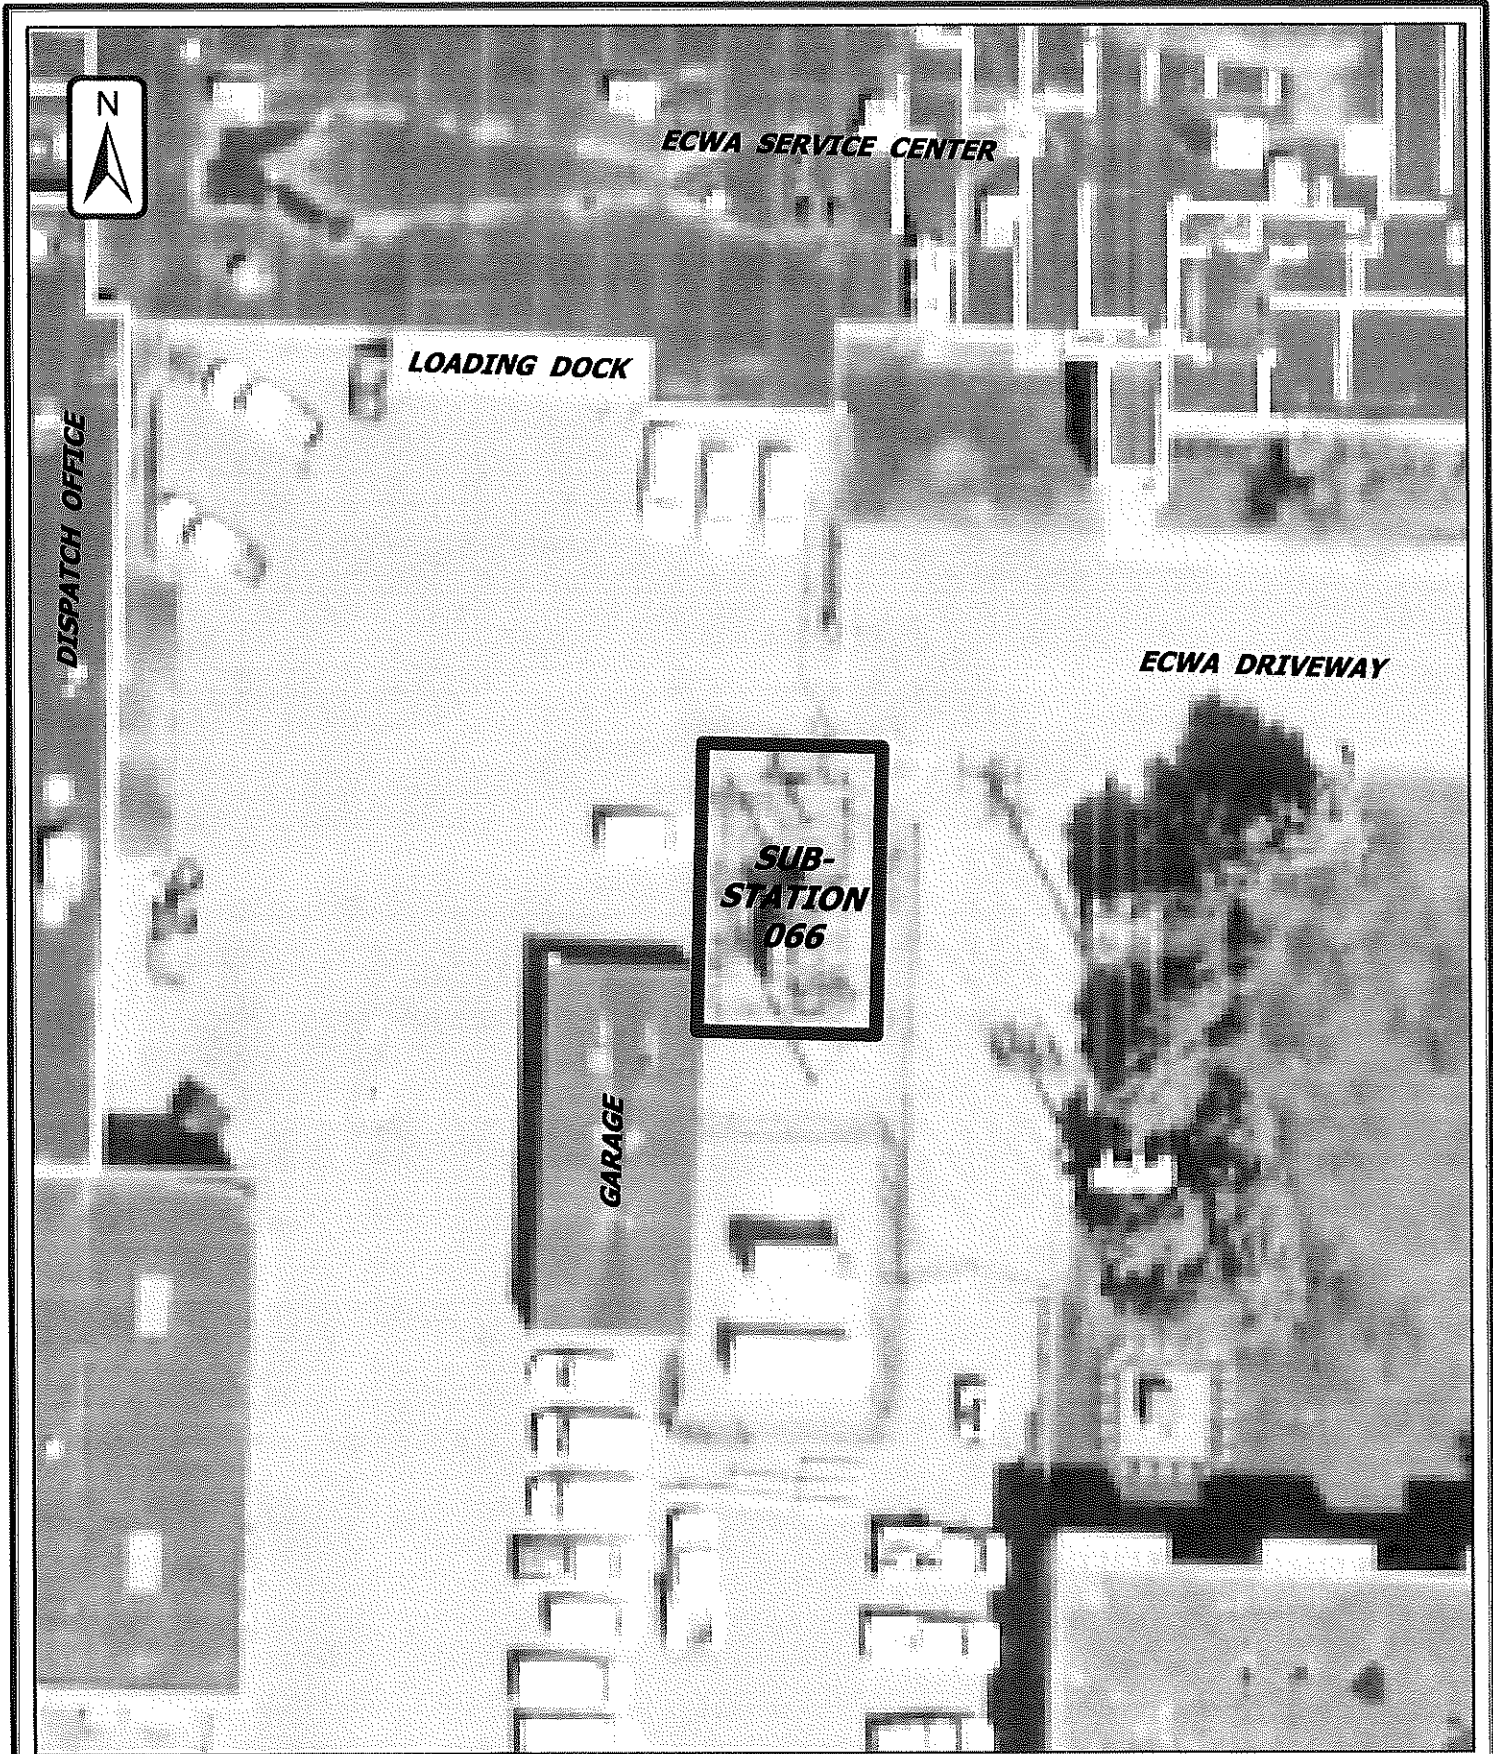 N
ECWA SERVICE CENTER
LOADING DOCK
DISPATCH OFFICE
ECWA DRIVEWAY
SUB-
STATION
066
GARAGE